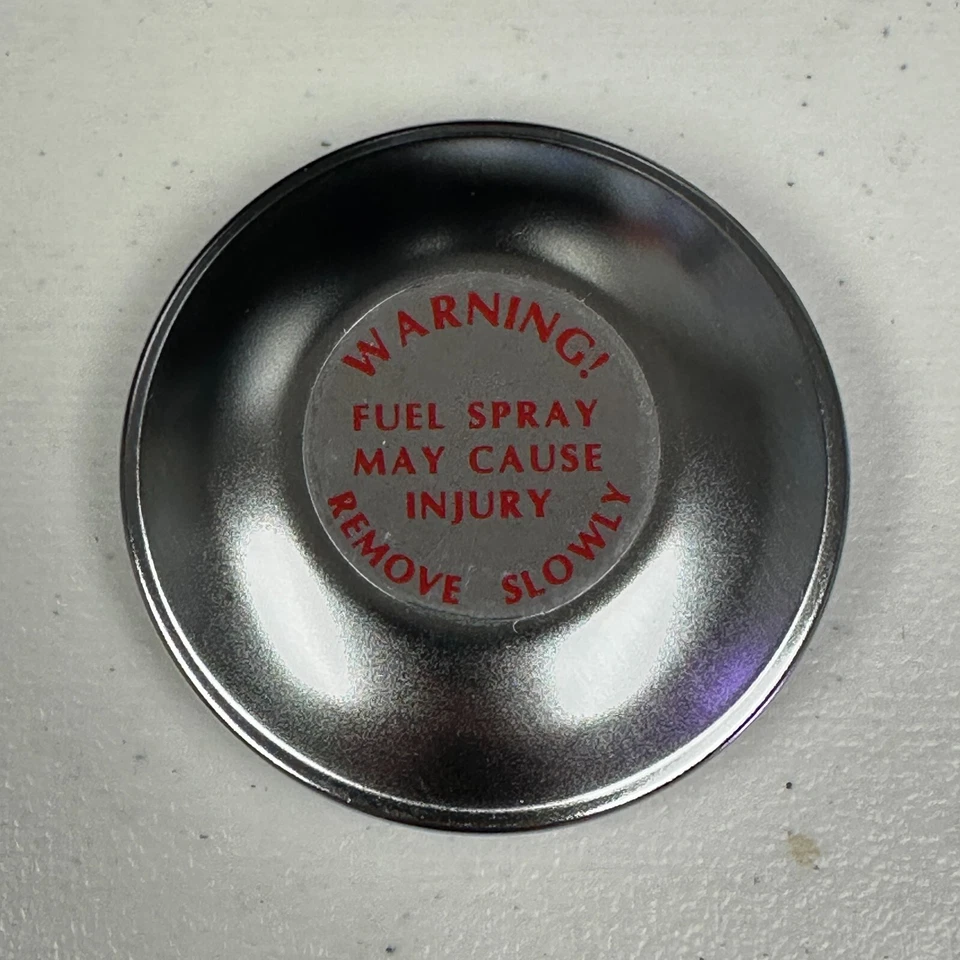 WARNING!
FUEL SPRAY
MAY CAUSE
INJURY
REMOVE SLOWLY